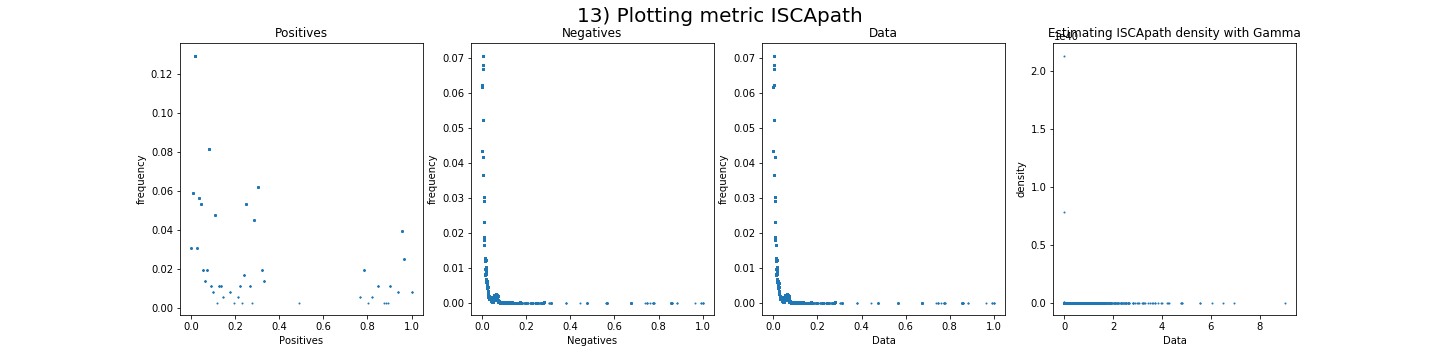 13) Plotting metric ISCApath
Positives
0.12
0.10
0.08
0.06
0.04
0.02
0.00
frequency
0.0 0.2 0.4 0.6 0.8 1.0
Positives
Negatives
0.07
0.06
0.05
0.04
0.03
0.02
0.01
0.00
frequency
0.0 0.2 0.4 0.6 0.8 1.0
Negatives
Data
0.07
0.06
0.05
0.04
0.03
0.02
0.01
0.00
frequency
0.0 0.2 0.4 0.6 0.8 1.0
Data
Estimating ISCApath density with Gamma
1e40
2.0
1.5
1.0
0.5
0.0
density
0 2 4 6 8
Data